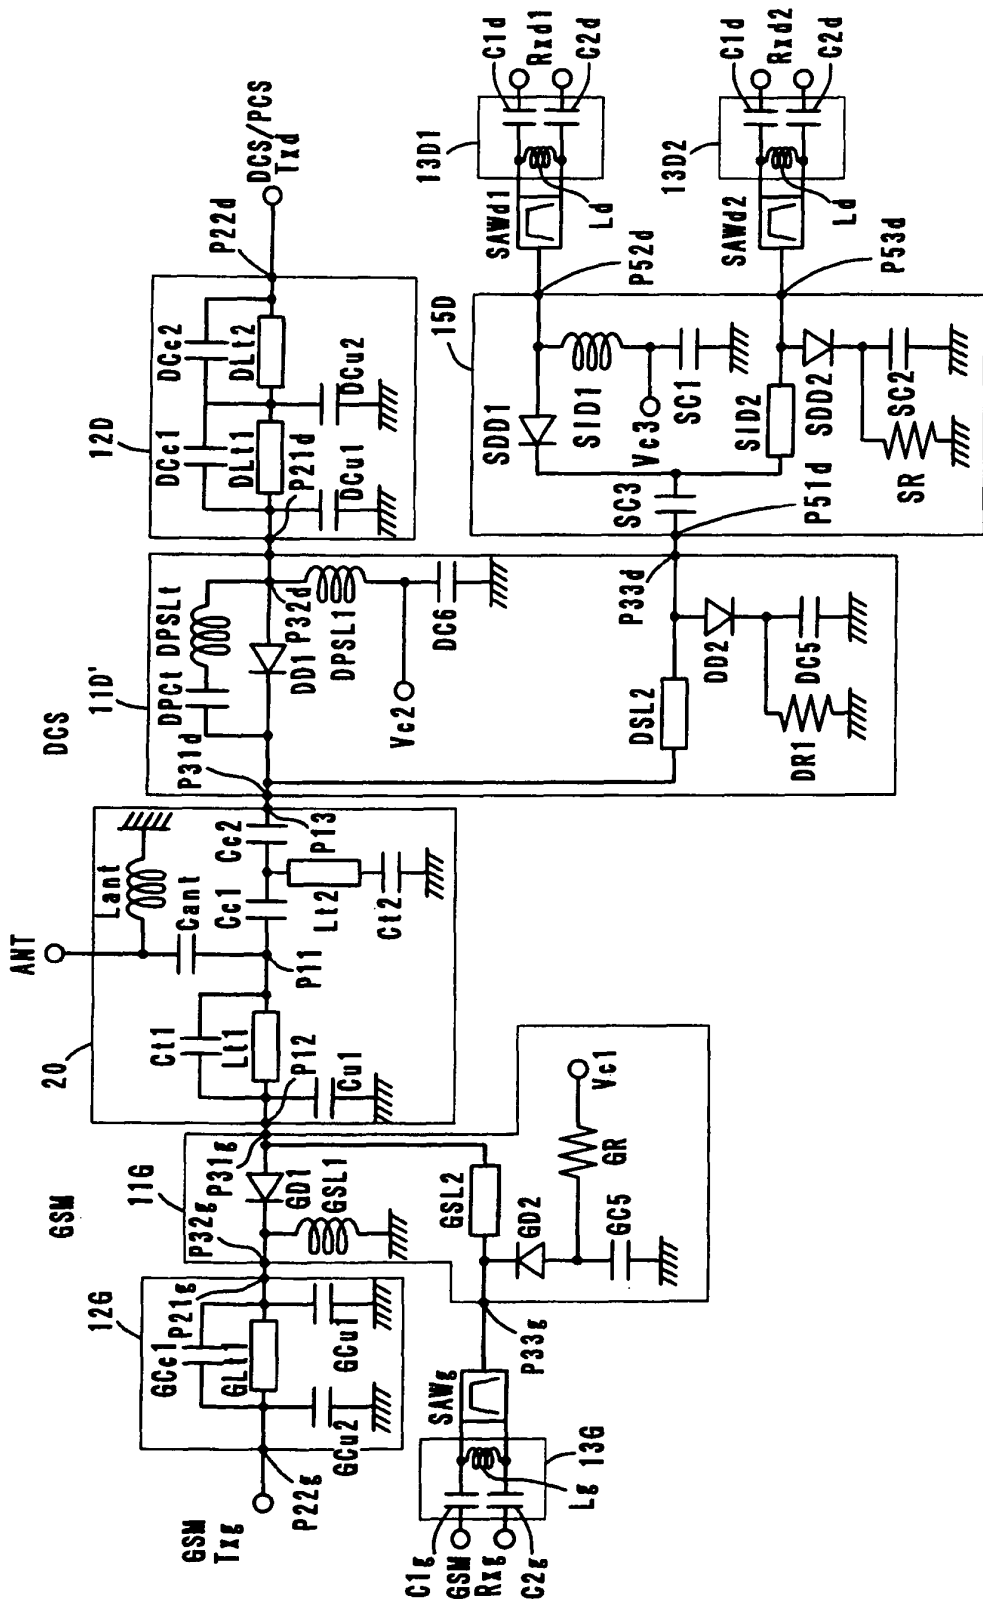 ANT
GSM
DCS
20
Lant
Cant
Ct1
Lt1
Cu1
P12
P11
Cc1
Cc2
P13
Lt2
Ct2
GSM
Txg
P22g
12G
GCc1
GLt1
GCu2
GCu1
P21g
11G
P32g
P31g
GD1
GSL1
GSL2
GD2
GR
Vc1
GC5
P33g
SAWg
13G
Lg
C1g
GSM
Rxg
C2g
11D'
P31d
DPCt
DPSLt
DD1
P32d
DPSL1
Vc2
DC6
DSL2
DD2
DR1
DC5
P33d
12D
DCc1
DCc2
DLt1
DLt2
P21d
DCu1
DCu2
P22d
DCS/PCS
Txd
15D
P51d
SC3
SDD1
SID1
Vc3
SC1
SID2
SDD2
SR
SC2
P52d
P53d
SAWd1
13D1
Ld
C1d
Rxd1
C2d
SAWd2
13D2
Ld
C1d
Rxd2
C2d